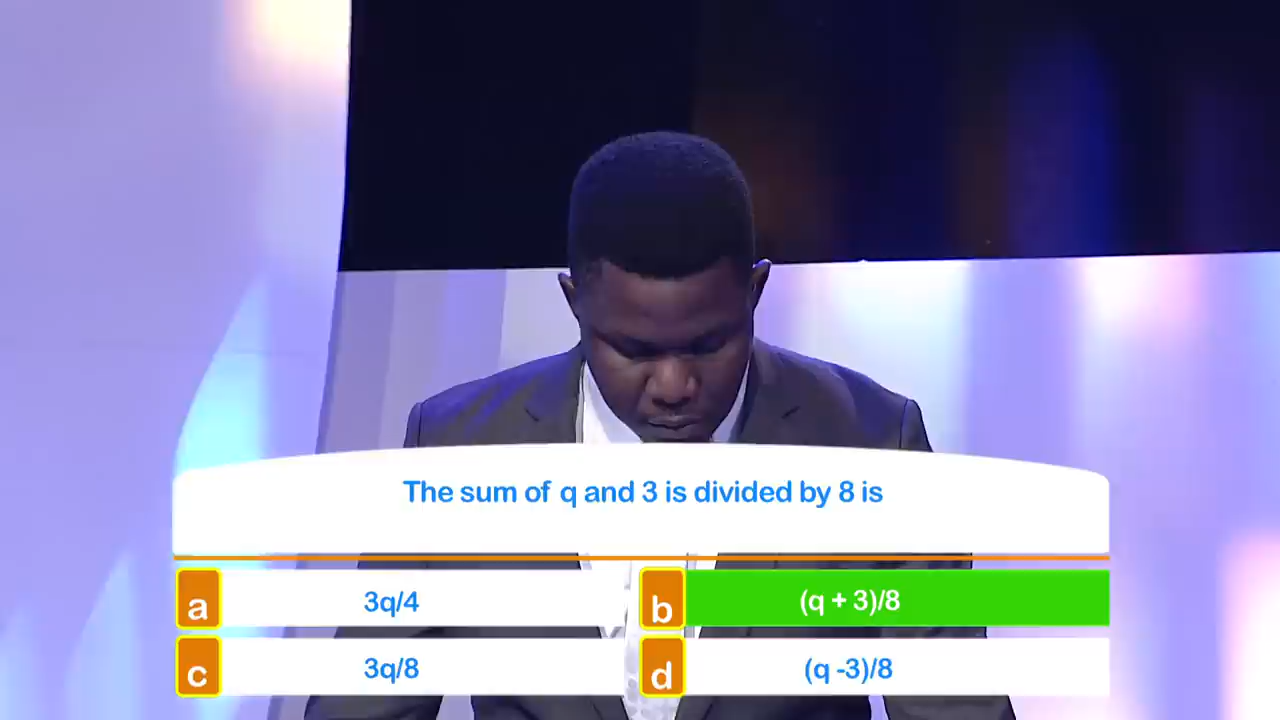 The sum of q and 3 is divided by 8 is
a 3q/4
b (q + 3)/8
c 3q/8
d (q -3)/8